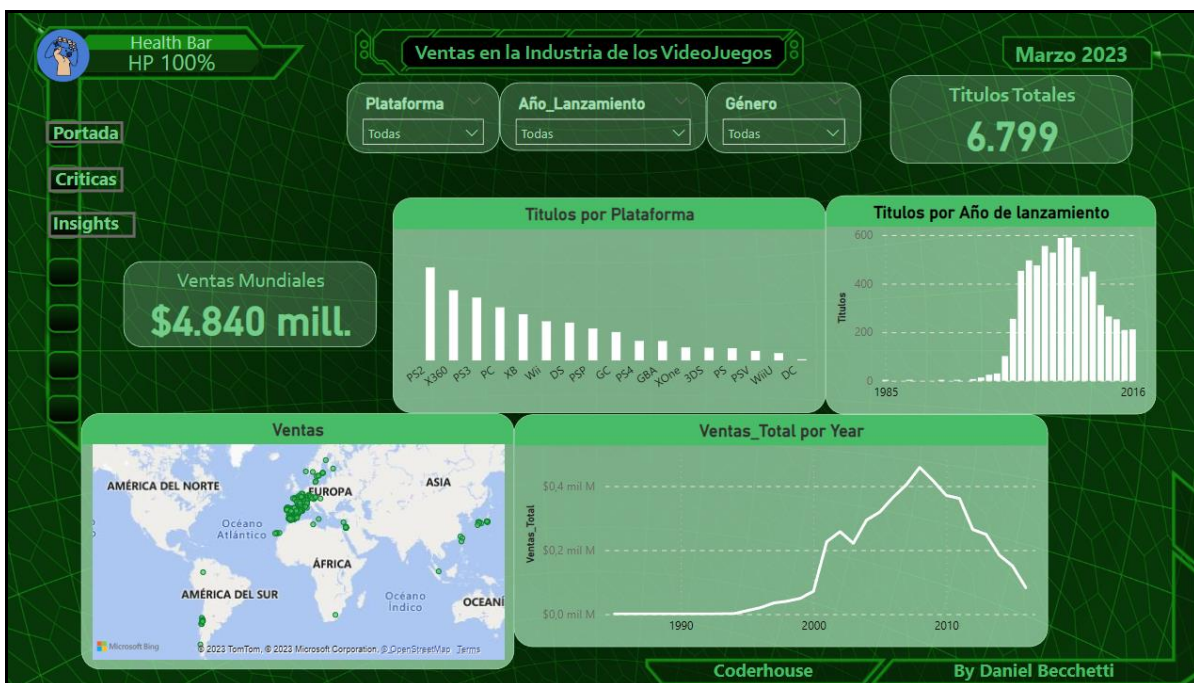 Health Bar
HP 100%
Ventas en la Industria de los VideoJuegos
Marzo 2023
Plataforma
Todas
Año_Lanzamiento
Todas
Género
Todas
Titulos Totales
6.799
Portada
Criticas
Insights
Ventas Mundiales
$4.840 mill.
Titulos por Plataforma
PS2
X360
PS3
PC
XB
Wii
DS
PSP
GC
PS4
GBA
XOne
3DS
PS
PSV
WiiU
DC
Titulos por Año de lanzamiento
Titulos
600
400
200
0
1985
2016
Ventas
AMÉRICA DEL NORTE
EUROPA
ASIA
Océano
Atlántico
ÁFRICA
AMÉRICA DEL SUR
Océano
Índico
OCEANÍ
Microsoft Bing
© 2023 TomTom, © 2023 Microsoft Corporation, © OpenStreetMap Terms
Ventas_Total por Year
Ventas_Total
$0,4 mil M
$0,2 mil M
$0,0 mil M
1990
2000
2010
Coderhouse
By Daniel Becchetti